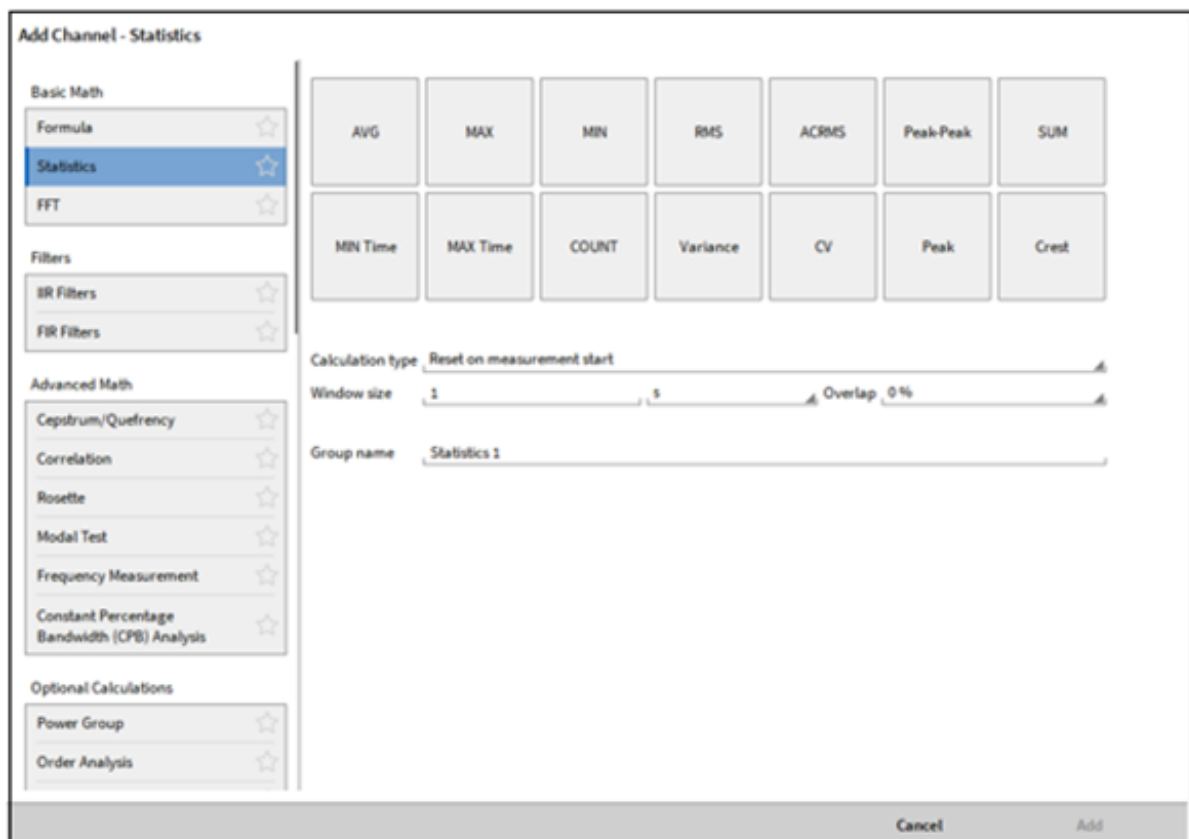 Add Channel - Statistics
Basic Math
Formula
Statistics
FFT
Filters
IIR Filters
FIR Filters
Advanced Math
Cepstrum/Quefrency
Correlation
Rosette
Modal Test
Frequency Measurement
Constant Percentage
Bandwidth (CPB) Analysis
Optional Calculations
Power Group
Order Analysis
AVG MAX MIN RMS ACRMS Peak-Peak SUM
MIN Time MAX Time COUNT Variance CV Peak Crest
Calculation type Reset on measurement start
Window size 1 s Overlap 0 %
Group name Statistics 1
Cancel Add